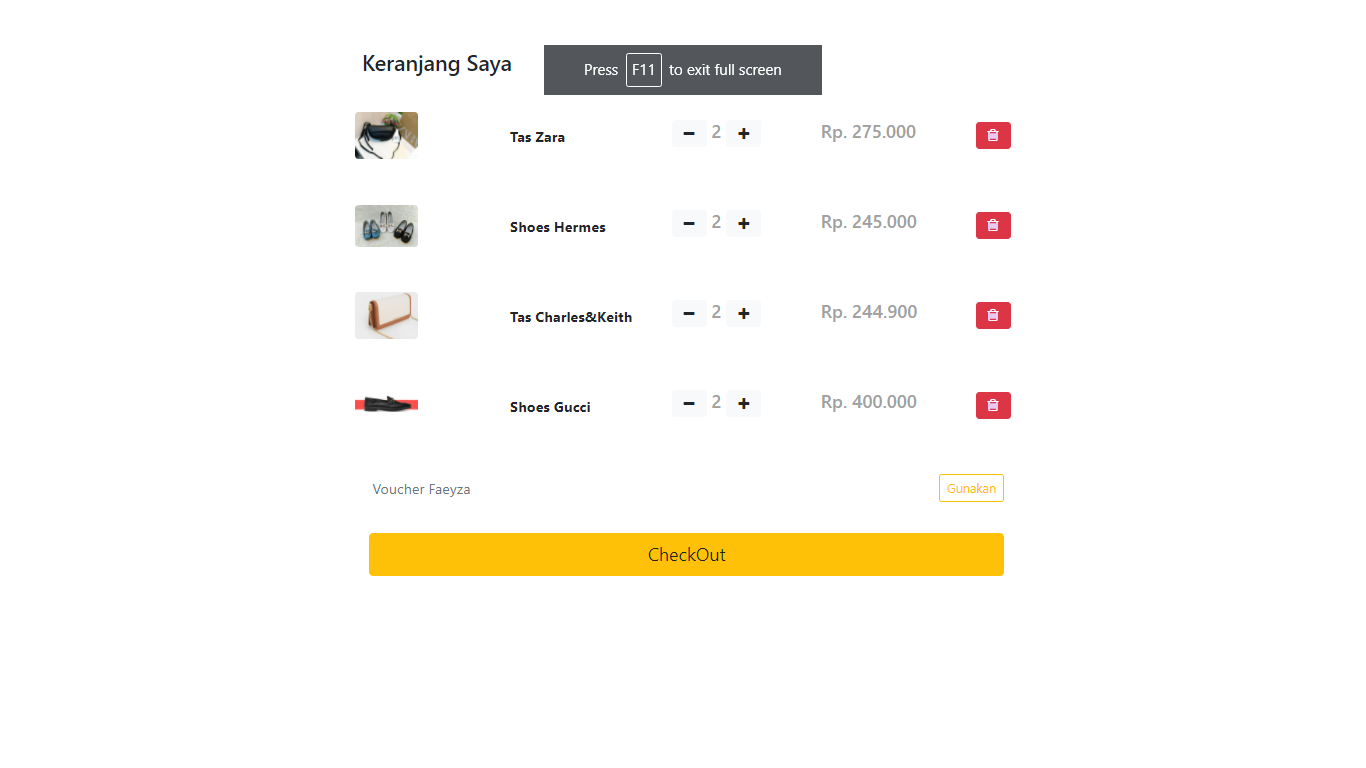 Keranjang Saya
Press F11 to exit full screen
Tas Zara − 2 + Rp. 275.000
Shoes Hermes − 2 + Rp. 245.000
Tas Charles&Keith − 2 + Rp. 244.900
Shoes Gucci − 2 + Rp. 400.000
Voucher Faeyza Gunakan
CheckOut